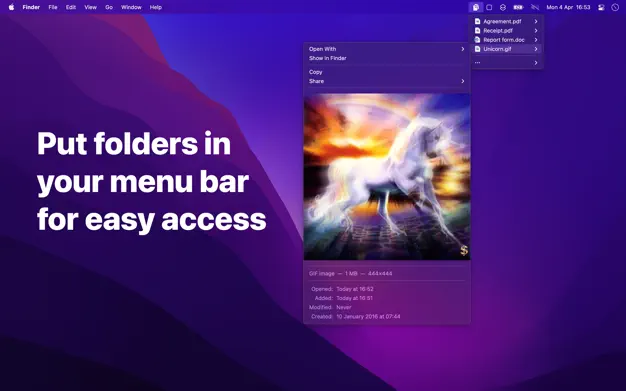 Finder File Edit View Go Window Help Mon 4 Apr 16:53
Agreement.pdf
Receipt.pdf
Report form.doc
Unicorn.gif
...
Open With
Show in Finder
Copy
Share
Put folders in
your menu bar
for easy access
GIF image — 1 MB — 444×444
Opened: Today at 16:52
Added: Today at 16:51
Modified: Never
Created: 10 January 2016 at 07:44